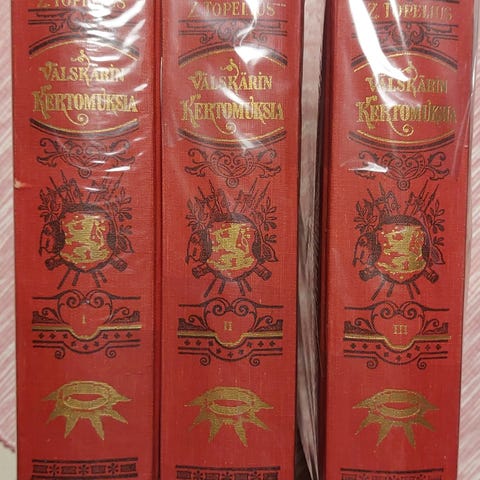 Z. TOPELIUS
VÄLSKÄRIN
KERTOMUKSIA
I
Z. TOPELIUS
VÄLSKÄRIN
KERTOMUKSIA
II
Z. TOPELIUS
VÄLSKÄRIN
KERTOMUKSIA
III